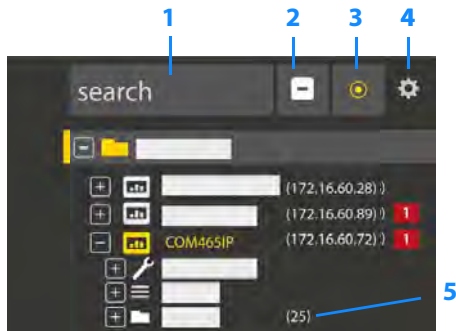 1 2 3 4
search
(172.16.60.28) )
(172.16.60.89) ) 1
COM465IP (172.16.60.72) ) 1
(25) 5